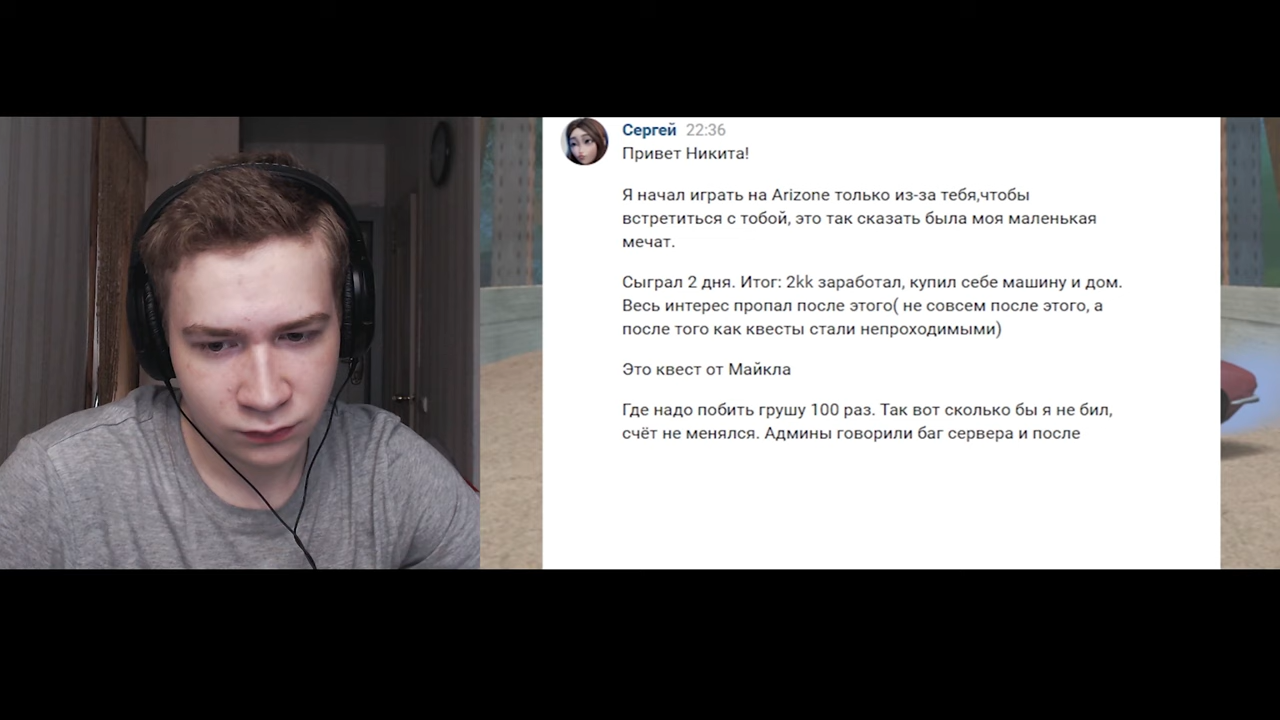 Сергей 22:36
Привет Никита!
Я начал играть на Arizone только из-за тебя,чтобы
встретиться с тобой, это так сказать была моя маленькая
мечат.
Сыграл 2 дня. Итог: 2kk заработал, купил себе машину и дом.
Весь интерес пропал после этого( не совсем после этого, а
после того как квесты стали непроходимыми)
Это квест от Майкла
Где надо побить грушу 100 раз. Так вот сколько бы я не бил,
счёт не менялся. Админы говорили баг сервера и после